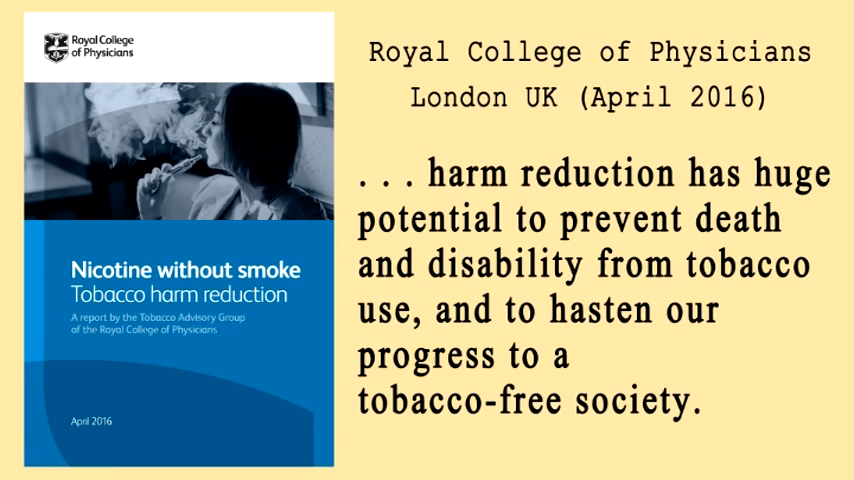 Royal College
of Physicians
Nicotine without smoke
Tobacco harm reduction
A report by the Tobacco Advisory Group
of the Royal College of Physicians
April 2016
Royal College of Physicians
London UK (April 2016)
. . . harm reduction has huge
potential to prevent death
and disability from tobacco
use, and to hasten our
progress to a
tobacco-free society.